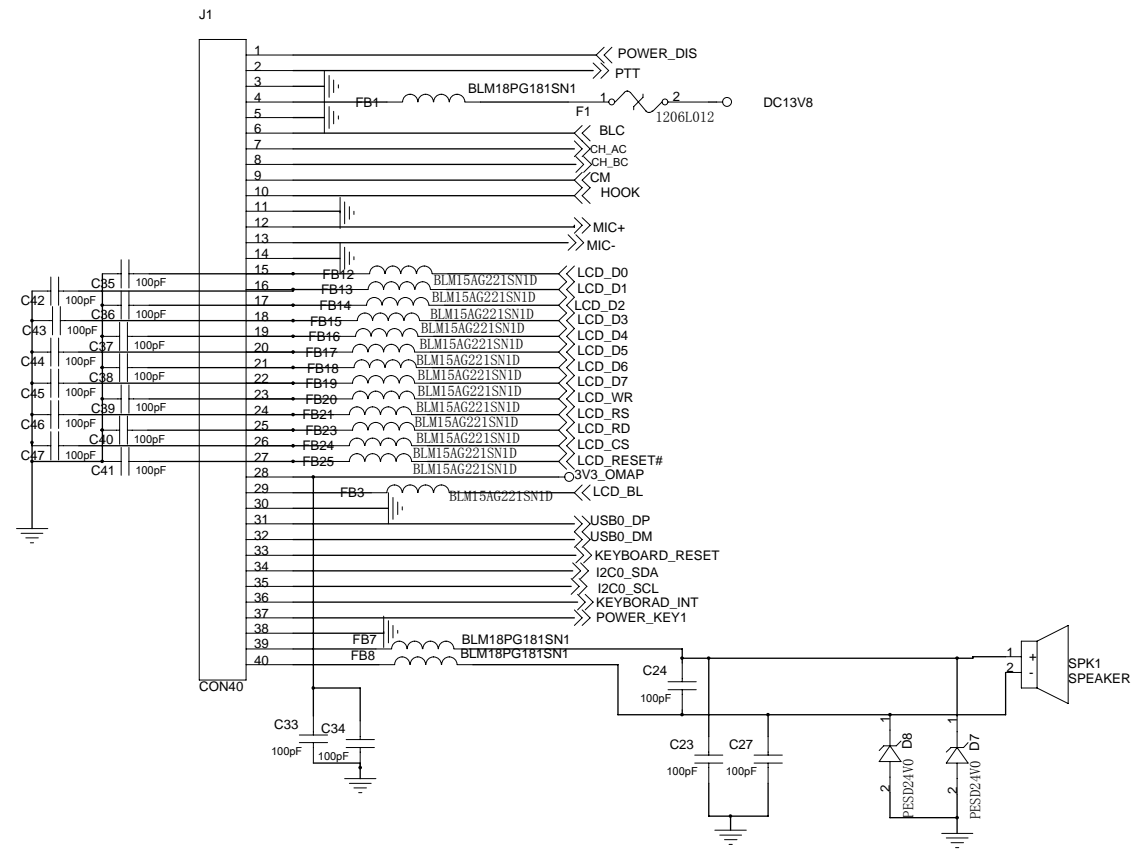 J1
1 POWER_DIS
2 PTT
3
4 FB1 BLM18PG181SN1 F1 1 2 1206L012 DC13V8
5
6 BLC
7 CH_AC
8 CH_BC
9 CM
10 HOOK
11
12 MIC+
13 MIC-
14
15 FB12 BLM15AG221SN1D LCD_D0
C35 100pF
16 FB13 BLM15AG221SN1D LCD_D1
C42 100pF
17 FB14 BLM15AG221SN1D LCD_D2
C36 100pF
18 FB15 BLM15AG221SN1D LCD_D3
C43 100pF
19 FB16 BLM15AG221SN1D LCD_D4
C37 100pF
20 FB17 BLM15AG221SN1D LCD_D5
C44 100pF
21 FB18 BLM15AG221SN1D LCD_D6
C38 100pF
22 FB19 BLM15AG221SN1D LCD_D7
C45 100pF
23 FB20 BLM15AG221SN1D LCD_WR
C39 100pF
24 FB21 BLM15AG221SN1D LCD_RS
C46 100pF
25 FB23 BLM15AG221SN1D LCD_RD
C40 100pF
26 FB24 BLM15AG221SN1D LCD_CS
C47 100pF
27 FB25 BLM15AG221SN1D LCD_RESET#
C41 100pF
28 3V3_OMAP
29 FB3 BLM15AG221SN1D LCD_BL
30
31 USB0_DP
32 USB0_DM
33 KEYBOARD_RESET
34 I2C0_SDA
35 I2C0_SCL
36 KEYBORAD_INT
37 POWER_KEY1
38
39 FB7 BLM18PG181SN1
40 FB8 BLM18PG181SN1
CON40
1 +
2 -
SPK1
SPEAKER
C24
100pF
C33
100pF
C34
100pF
C23
100pF
C27
100pF
1 D8
2 PESD24VO
1 D7
2 PESD24VO